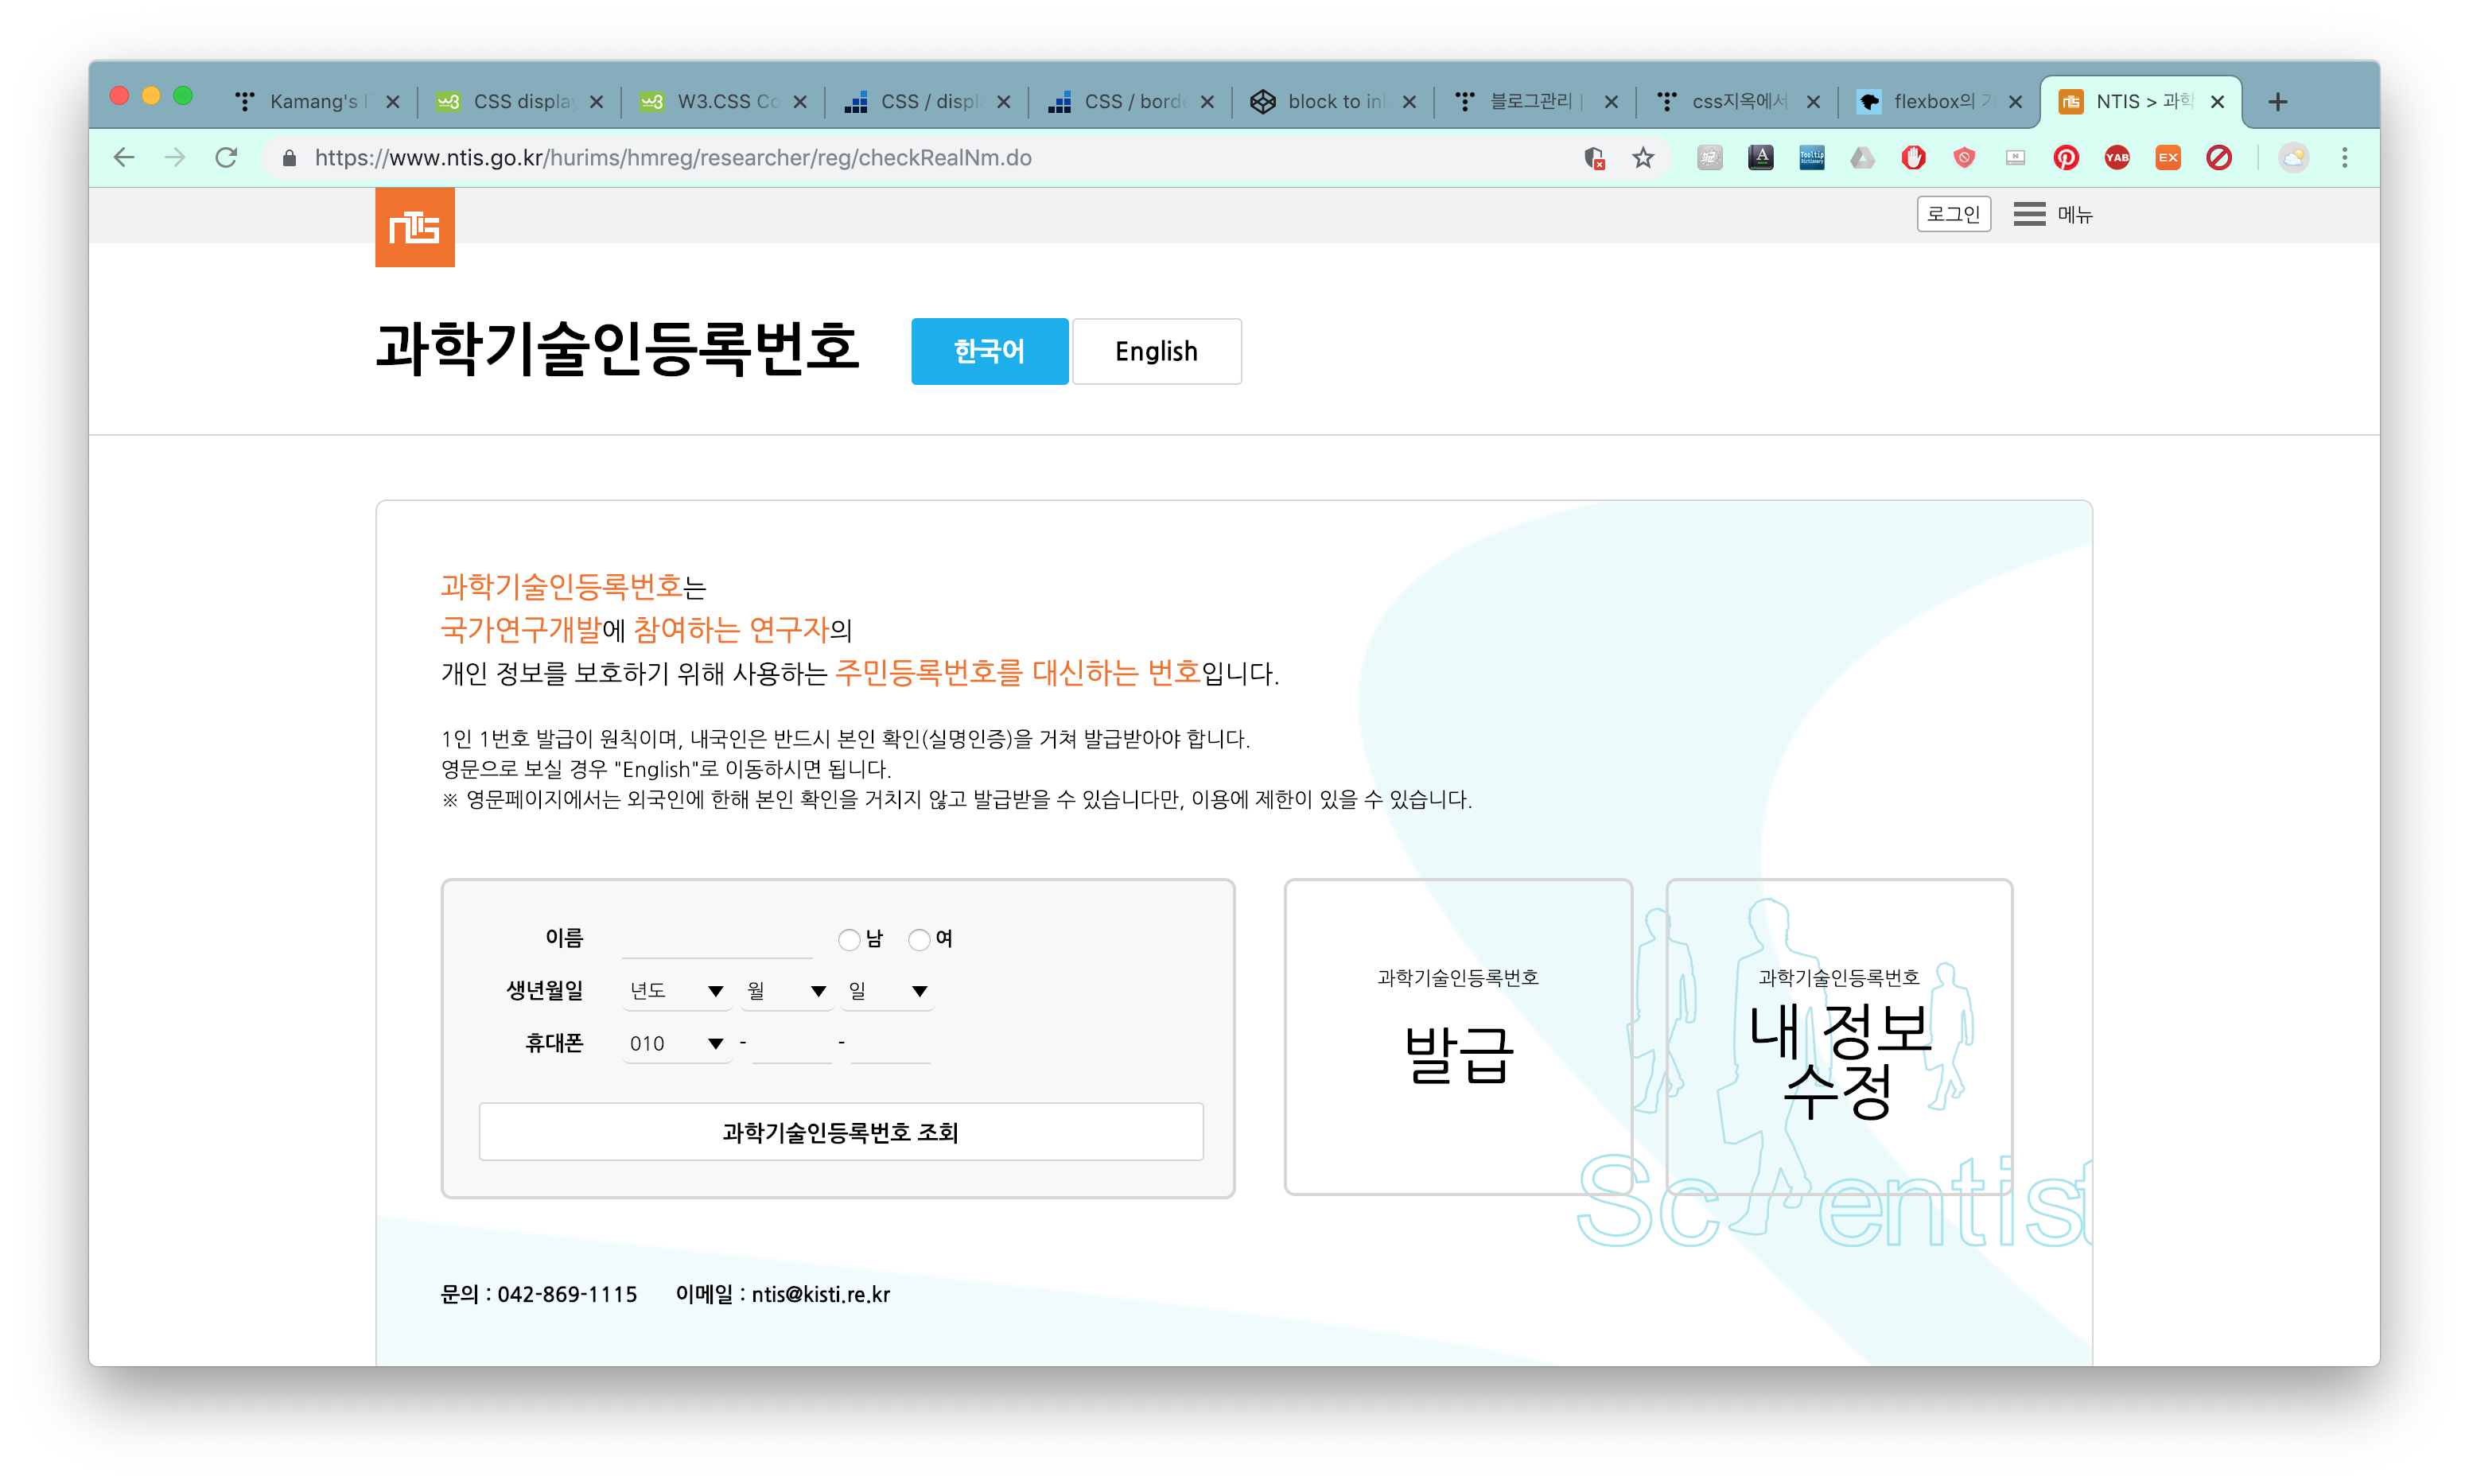 Kamang's I
CSS display
W3.CSS Co
CSS / displa
CSS / borde
block to inl
블로그관리 |
css지옥에서
flexbox의 기
NTIS > 과학
https://www.ntis.go.kr/hurims/hmreg/researcher/reg/checkRealNm.do
ntis
로그인
메뉴
과학기술인등록번호
한국어
English
과학기술인등록번호는
국가연구개발에 참여하는 연구자의
개인 정보를 보호하기 위해 사용하는 주민등록번호를 대신하는 번호입니다.
1인 1번호 발급이 원칙이며, 내국인은 반드시 본인 확인(실명인증)을 거쳐 발급받아야 합니다.
영문으로 보실 경우 "English"로 이동하시면 됩니다.
※ 영문페이지에서는 외국인에 한해 본인 확인을 거치지 않고 발급받을 수 있습니다만, 이용에 제한이 있을 수 있습니다.
이름 남 여
생년월일 년도 월 일
휴대폰 010 - -
과학기술인등록번호 조회
과학기술인등록번호
발급
과학기술인등록번호
내 정보
수정
Sc entist
문의 : 042-869-1115 이메일 : ntis@kisti.re.kr